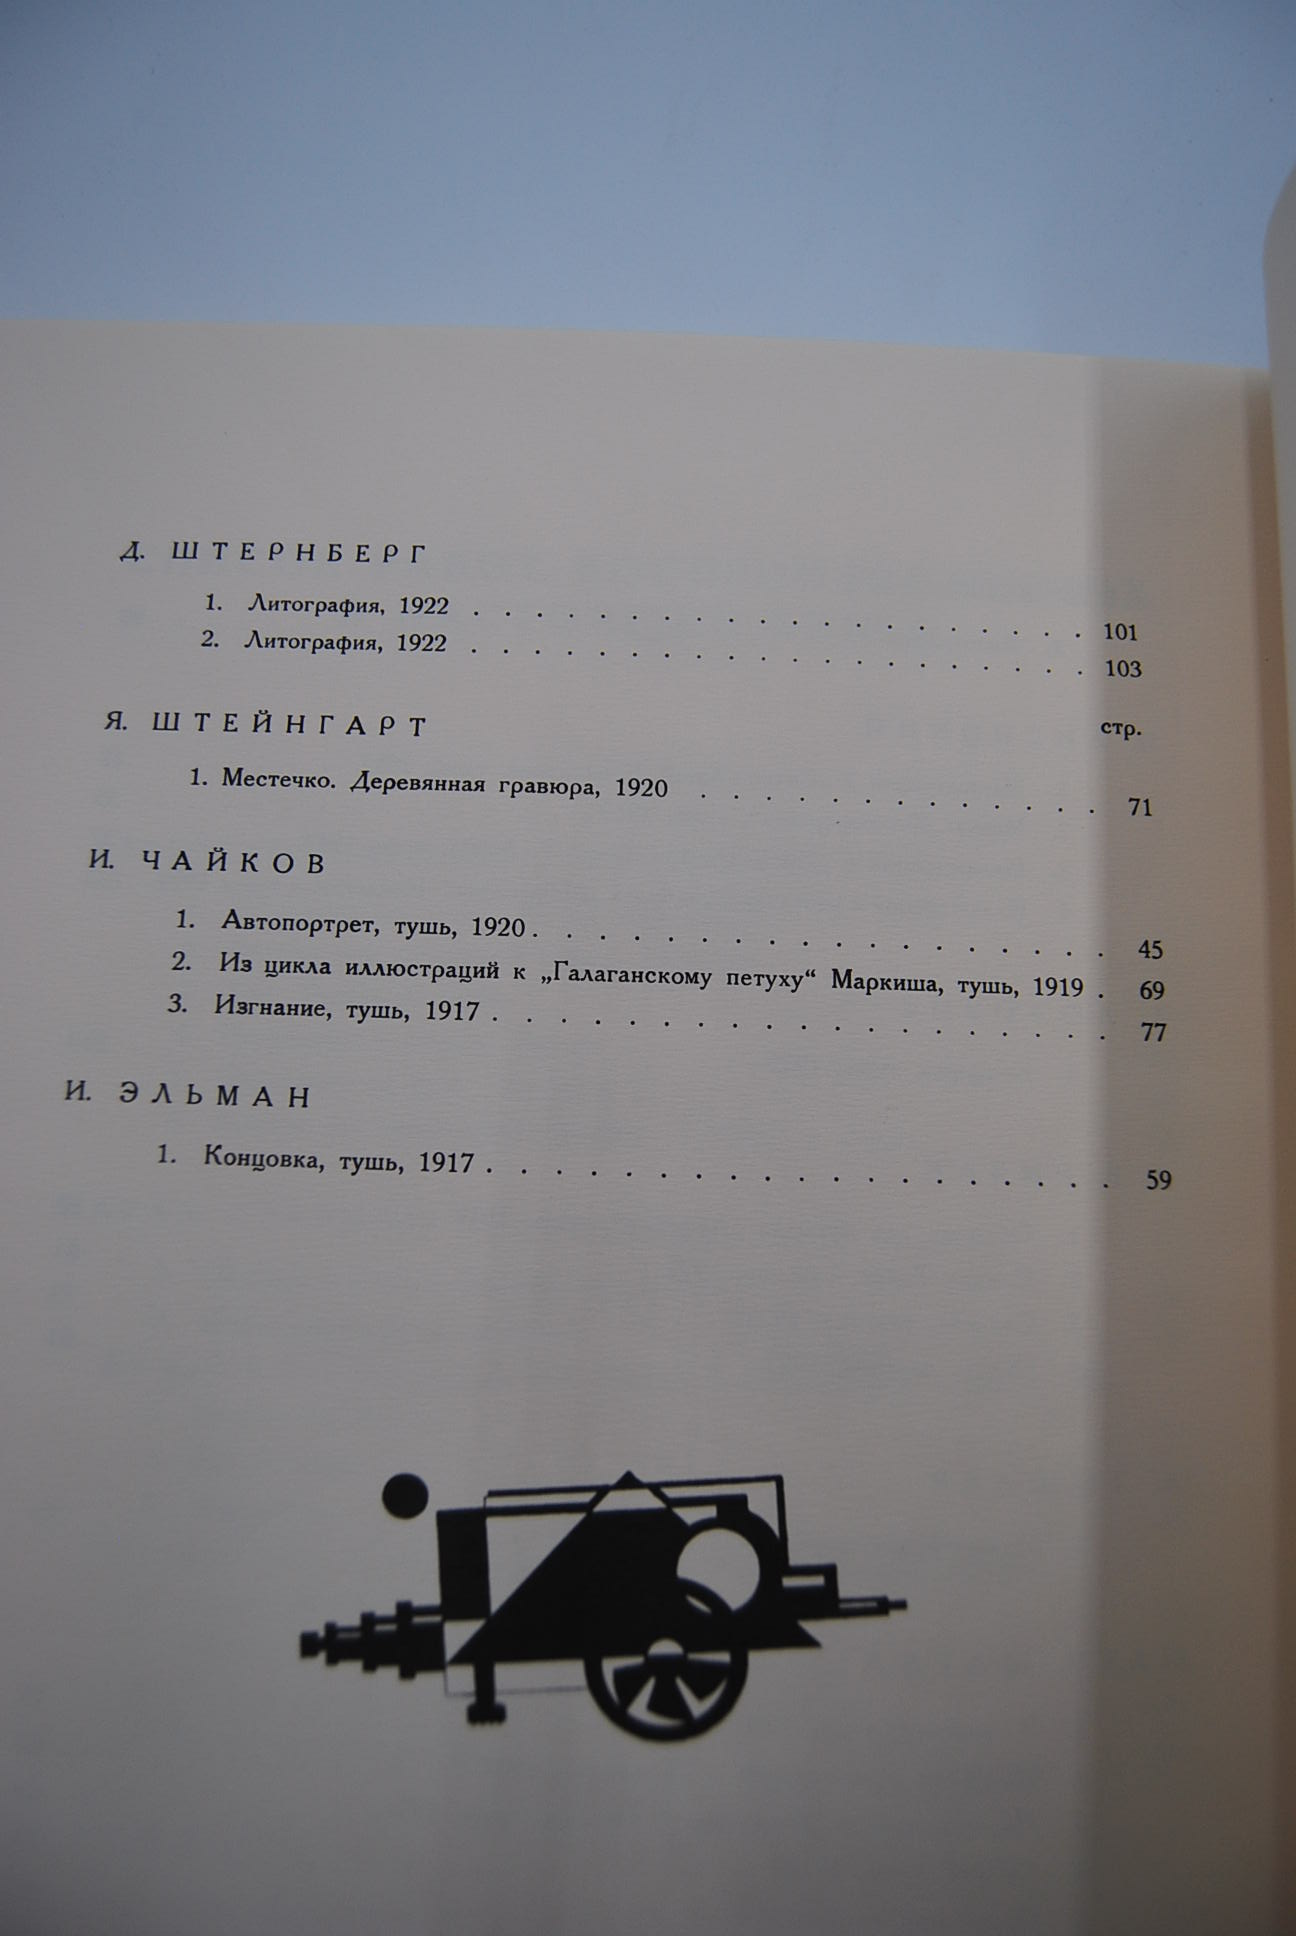 Д. ШТЕРНБЕРГ
1. Литография, 1922 . . . . . . . . . . . . . . . . . . . . 101
2. Литография, 1922 . . . . . . . . . . . . . . . . . . . . 103
Я. ШТЕЙНГАРТ стр.
1. Местечко. Деревянная гравюра, 1920 . . . . . . . . . . . . . 71
И. ЧАЙКОВ
1. Автопортрет, тушь, 1920 . . . . . . . . . . . . . . . . . . 45
2. Из цикла иллюстраций к „Галаганскому петуху“ Маркиша, тушь, 1919 . 69
3. Изгнание, тушь, 1917 . . . . . . . . . . . . . . . . . . . 77
И. ЭЛЬМАН
1. Концовка, тушь, 1917 . . . . . . . . . . . . . . . . . . . 59